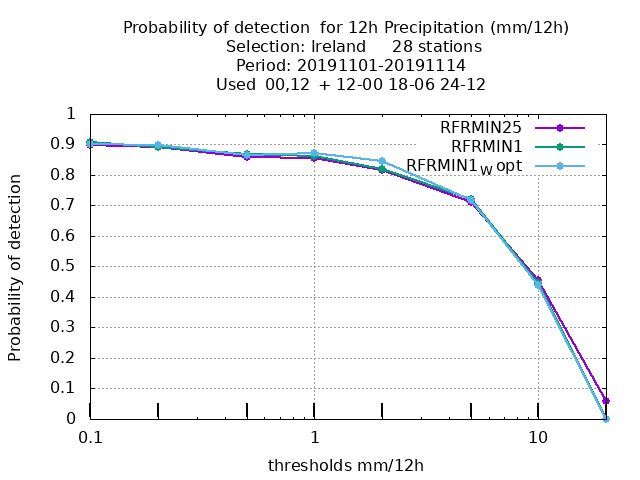 Probability of detection  for 12h Precipitation (mm/12h)
Selection: Ireland     28 stations
Period: 20191101-20191114
Used  00,12  + 12-00 18-06 24-12
RFRMIN25
RFRMIN1
RFRMIN1W opt
1
0.9
0.8
0.7
0.6
0.5
0.4
0.3
0.2
0.1
0
Probability of detection
0.1 1 10
thresholds mm/12h